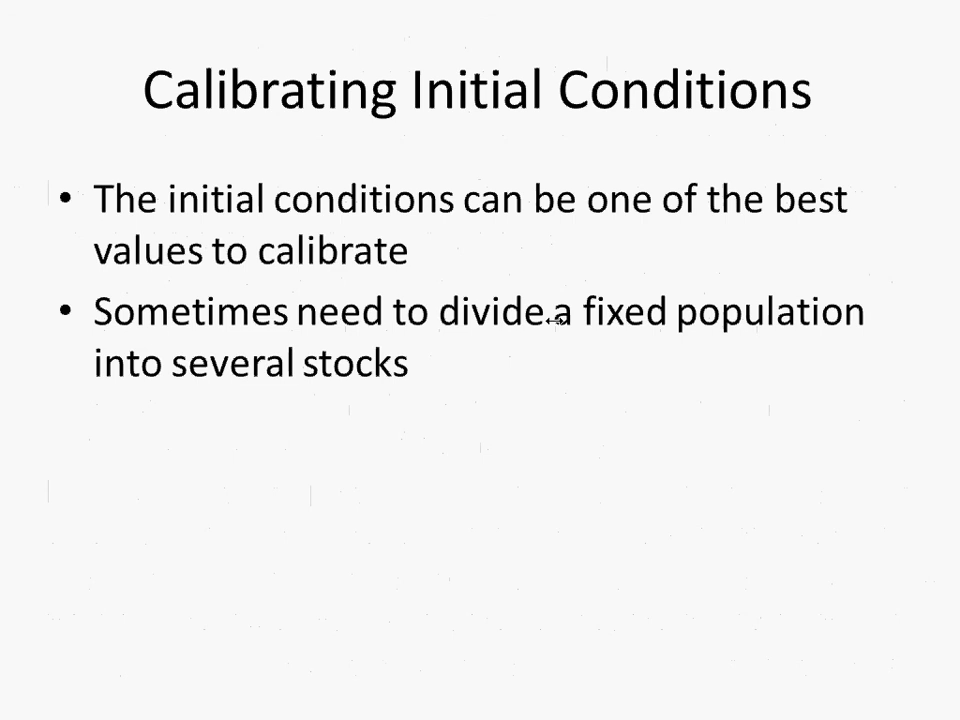 Calibrating Initial Conditions
• The initial conditions can be one of the best
values to calibrate
• Sometimes need to divide a fixed population
into several stocks